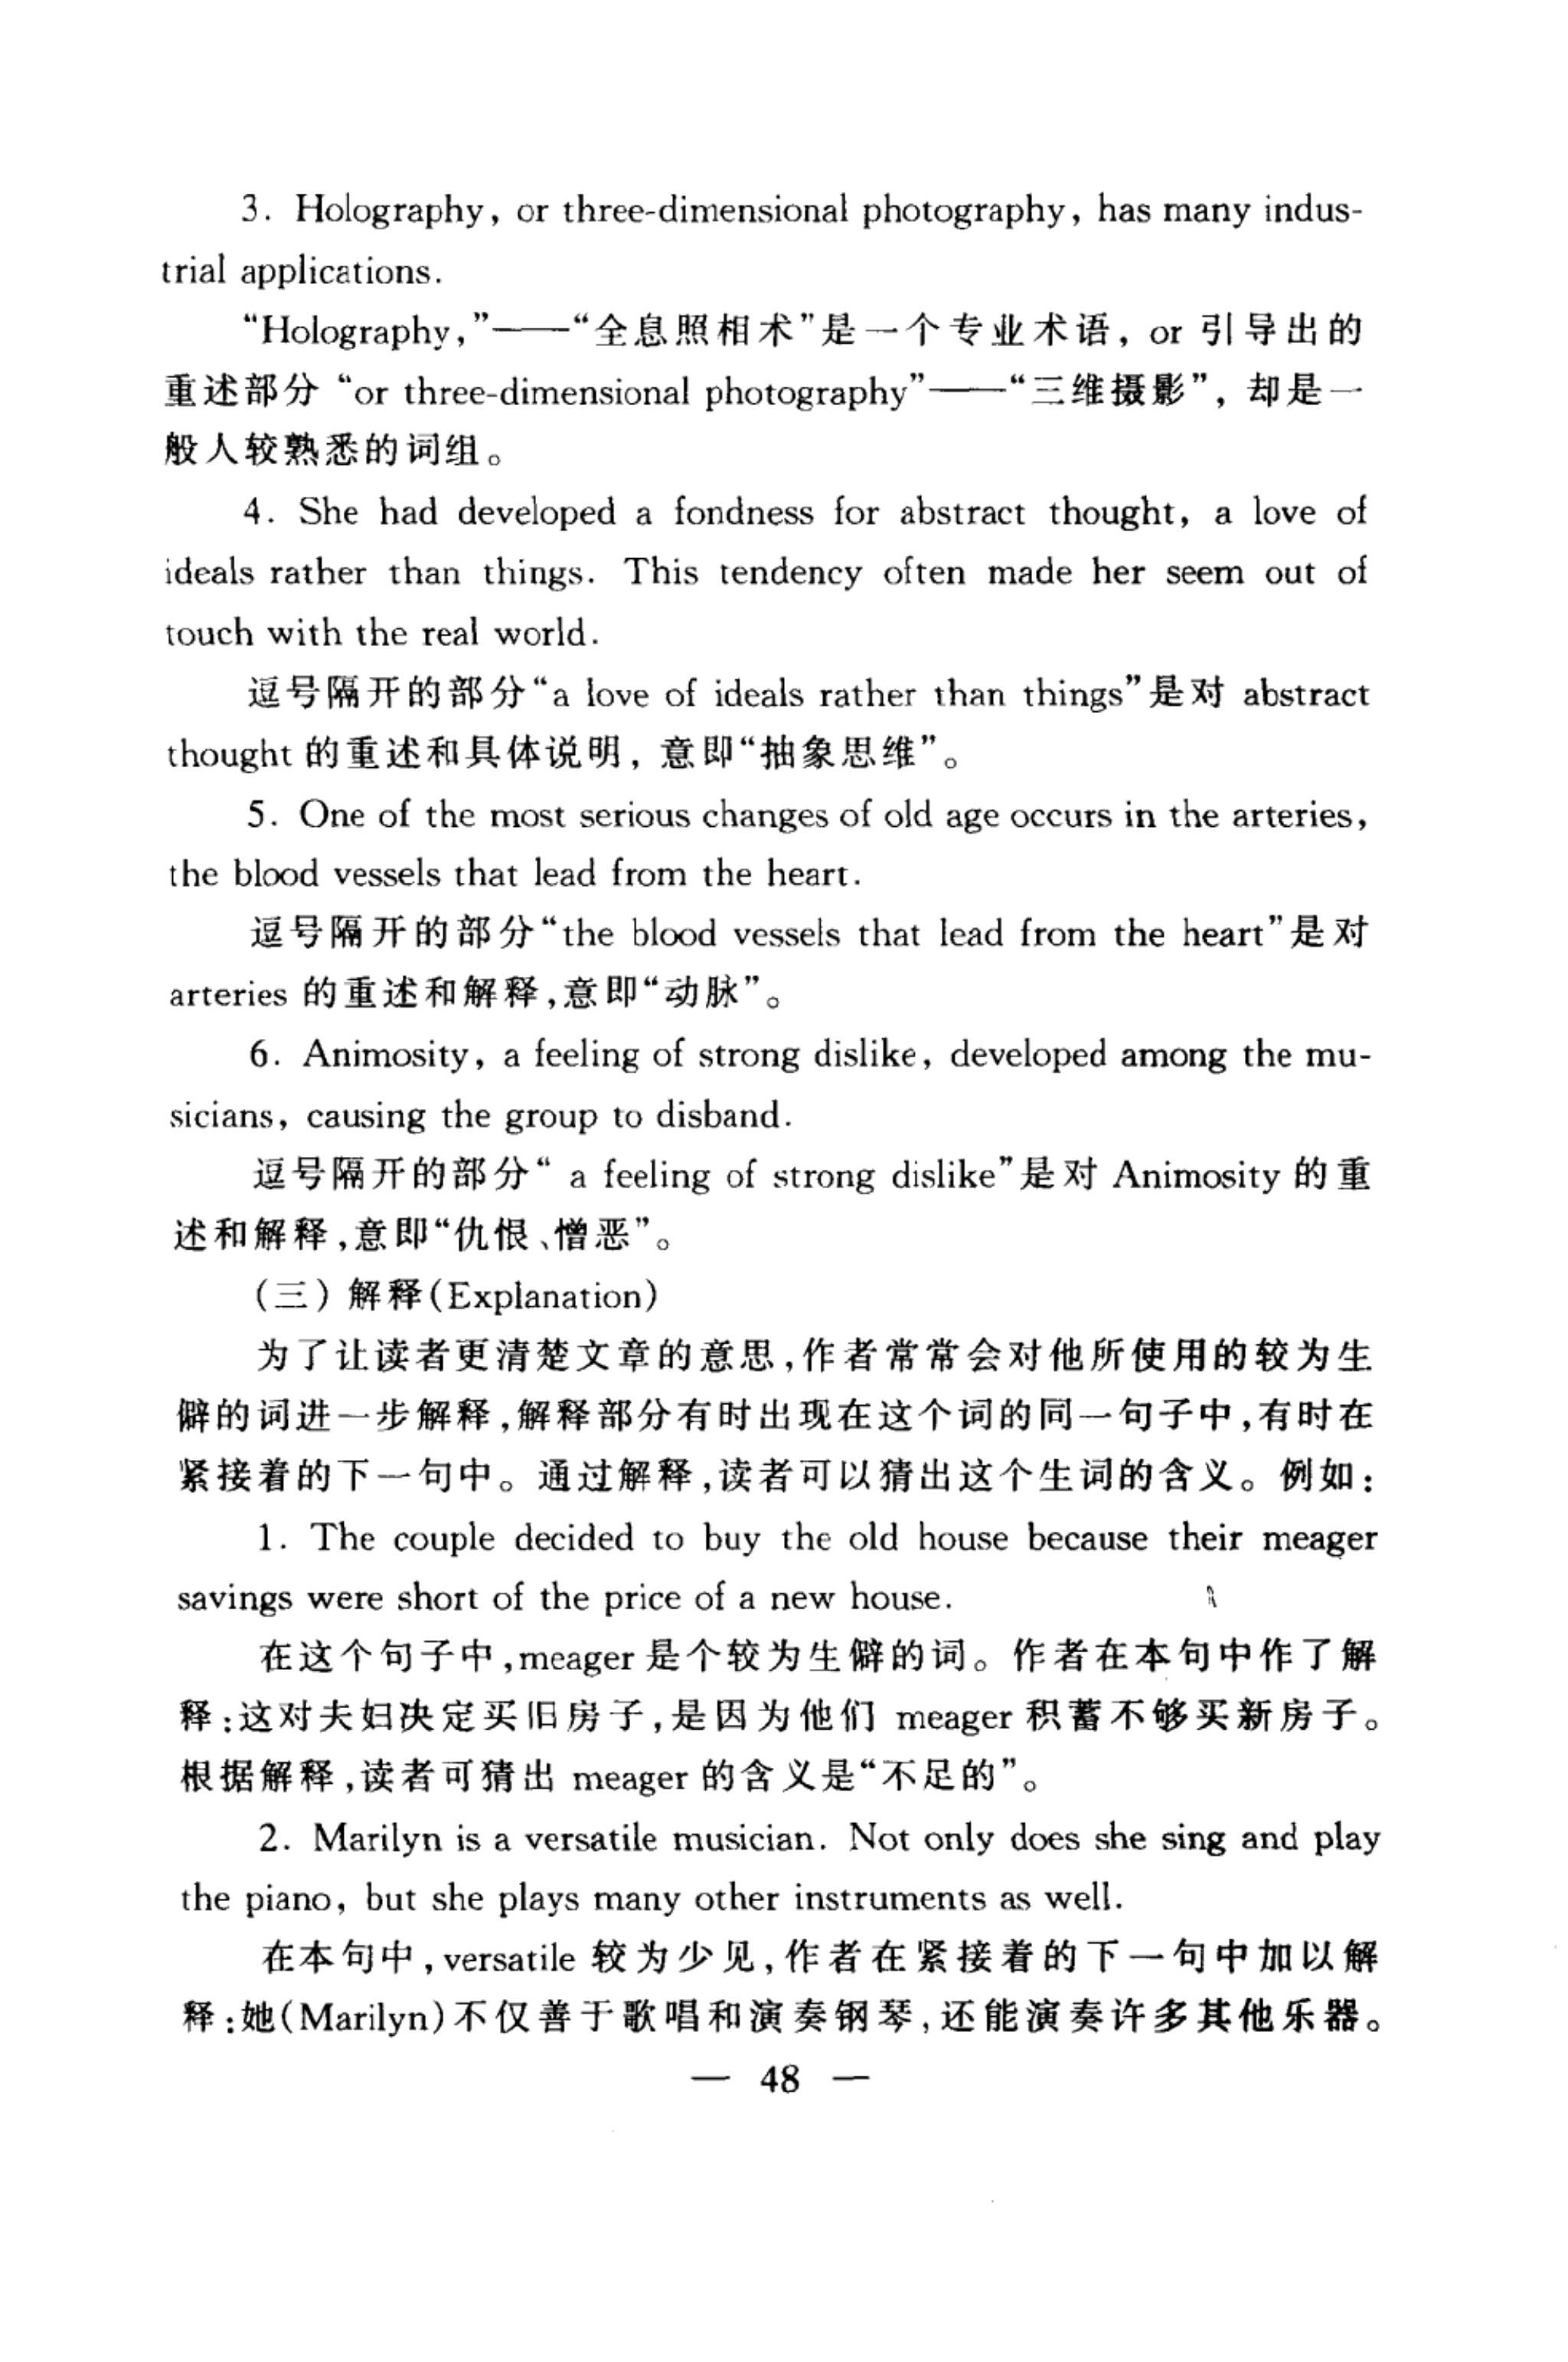 3. Holography, or three-dimensional photography, has many indus-
trial applications.
“Holography,”——“全息照相术”是一个专业术语，or 引导出的
重述部分 “or three-dimensional photography”——“三维摄影”，却是一
般人较熟悉的词组。
4. She had developed a fondness for abstract thought, a love of
ideals rather than things. This tendency often made her seem out of
touch with the real world.
逗号隔开的部分“a love of ideals rather than things”是对 abstract
thought 的重述和具体说明，意即“抽象思维”。
5. One of the most serious changes of old age occurs in the arteries,
the blood vessels that lead from the heart.
逗号隔开的部分“the blood vessels that lead from the heart”是对
arteries 的重述和解释,意即“动脉”。
6. Animosity, a feeling of strong dislike, developed among the mu-
sicians, causing the group to disband.
逗号隔开的部分“ a feeling of strong dislike”是对 Animosity 的重
述和解释,意即“仇恨、憎恶”。
(三) 解释(Explanation)
为了让读者更清楚文章的意思,作者常常会对他所使用的较为生
僻的词进一步解释,解释部分有时出现在这个词的同一句子中,有时在
紧接着的下一句中。通过解释,读者可以猜出这个生词的含义。例如:
1. The couple decided to buy the old house because their meager
savings were short of the price of a new house.
在这个句子中,meager 是个较为生僻的词。作者在本句中作了解
释:这对夫妇决定买旧房子,是因为他们 meager 积蓄不够买新房子。
根据解释,读者可猜出 meager 的含义是“不足的”。
2. Marilyn is a versatile musician. Not only does she sing and play
the piano, but she plays many other instruments as well.
在本句中,versatile 较为少见,作者在紧接着的下一句中加以解
释:她(Marilyn)不仅善于歌唱和演奏钢琴,还能演奏许多其他乐器。
— 48 —